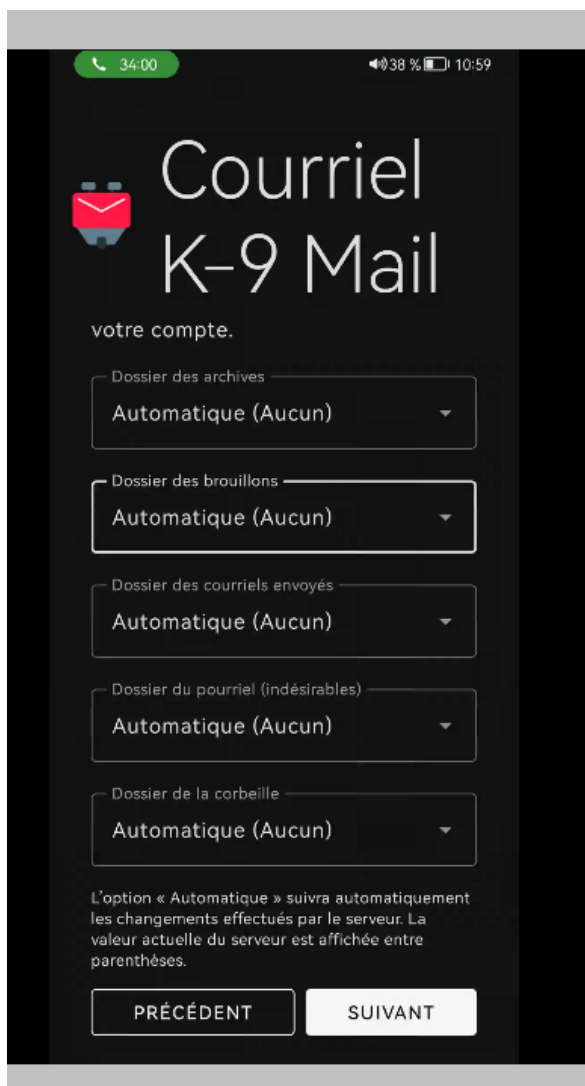 34:00
38 % 10:59
Courriel
K-9 Mail
votre compte.
Dossier des archives
Automatique (Aucun)
Dossier des brouillons
Automatique (Aucun)
Dossier des courriels envoyés
Automatique (Aucun)
Dossier du pourriel (indésirables)
Automatique (Aucun)
Dossier de la corbeille
Automatique (Aucun)
L’option « Automatique » suivra automatiquement
les changements effectués par le serveur. La
valeur actuelle du serveur est affichée entre
parenthèses.
PRÉCÉDENT
SUIVANT